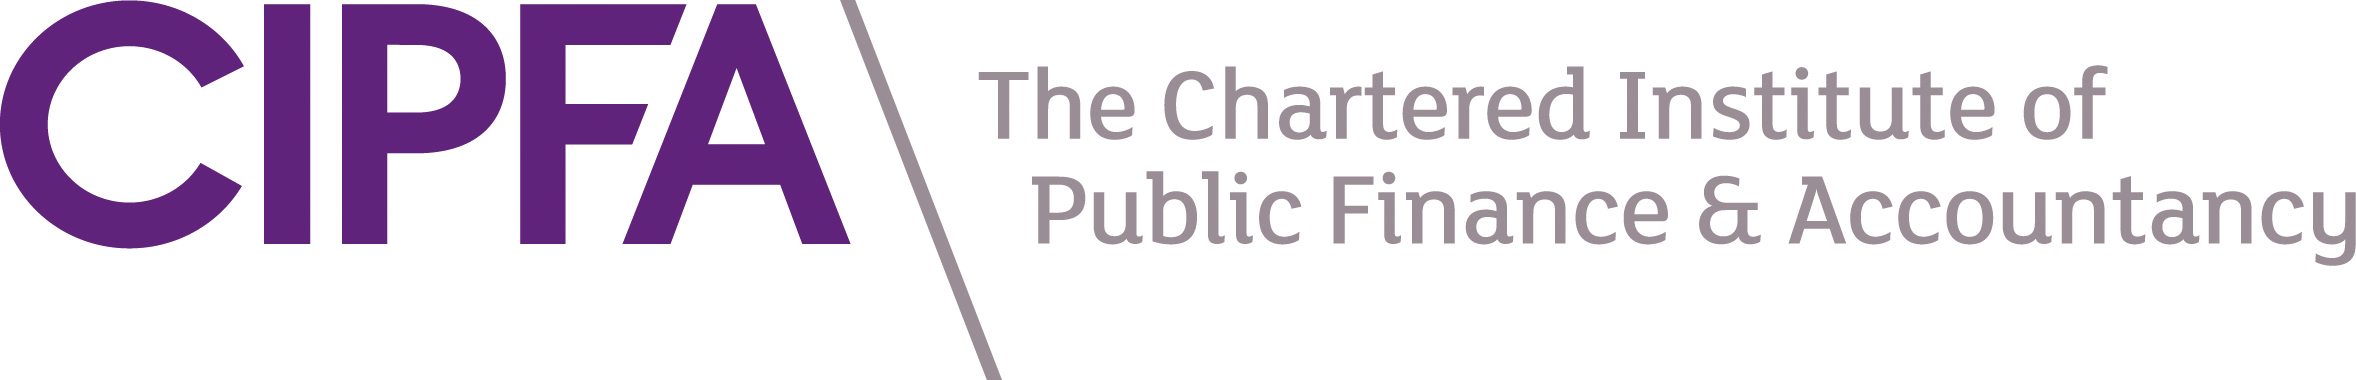 CIPFA
The Chartered Institute of
Public Finance & Accountancy